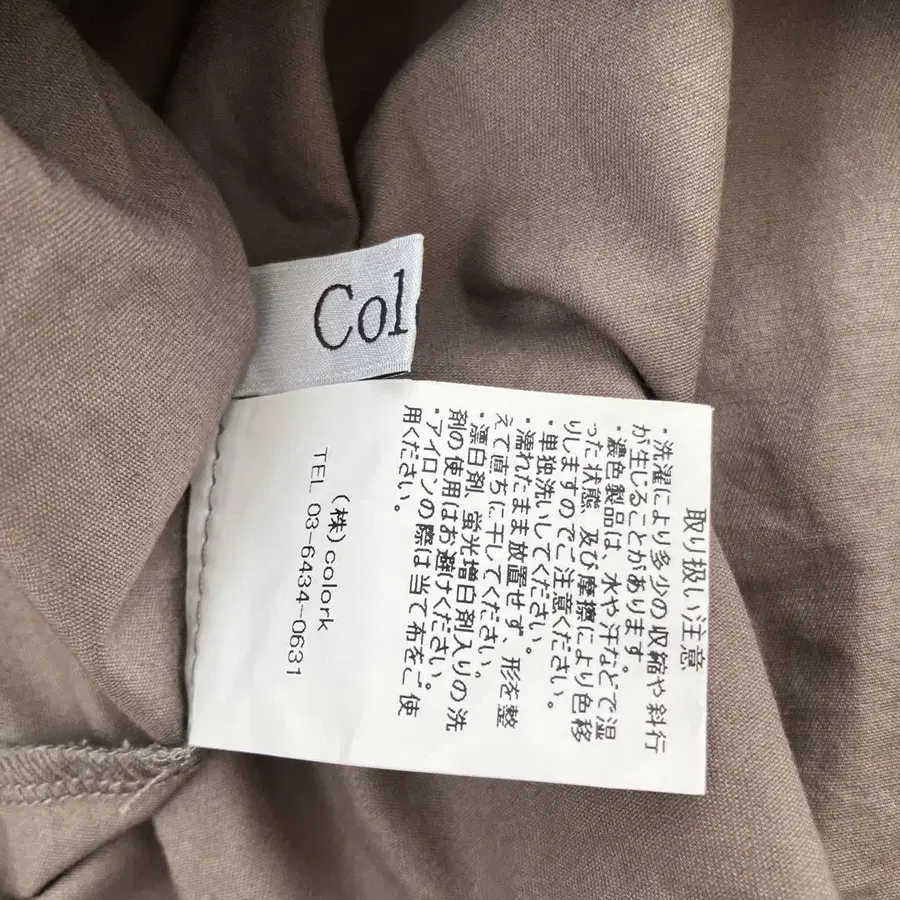 Col
取り扱い注意
・洗濯により多少の収縮や斜行
が生じることがあります。
・濃色製品は、水や汗などで湿
った状態、及び摩擦により色移
りしますのでご注意ください。
・単独洗いしてください。
・濡れたまま放置せず、形を整
えて直ちに干してください。
・漂白剤、蛍光増白剤入りの洗
剤の使用はお避けください。
・アイロンの際は当て布をご使
用ください。
(株)colork
TEL 03-6434-0631